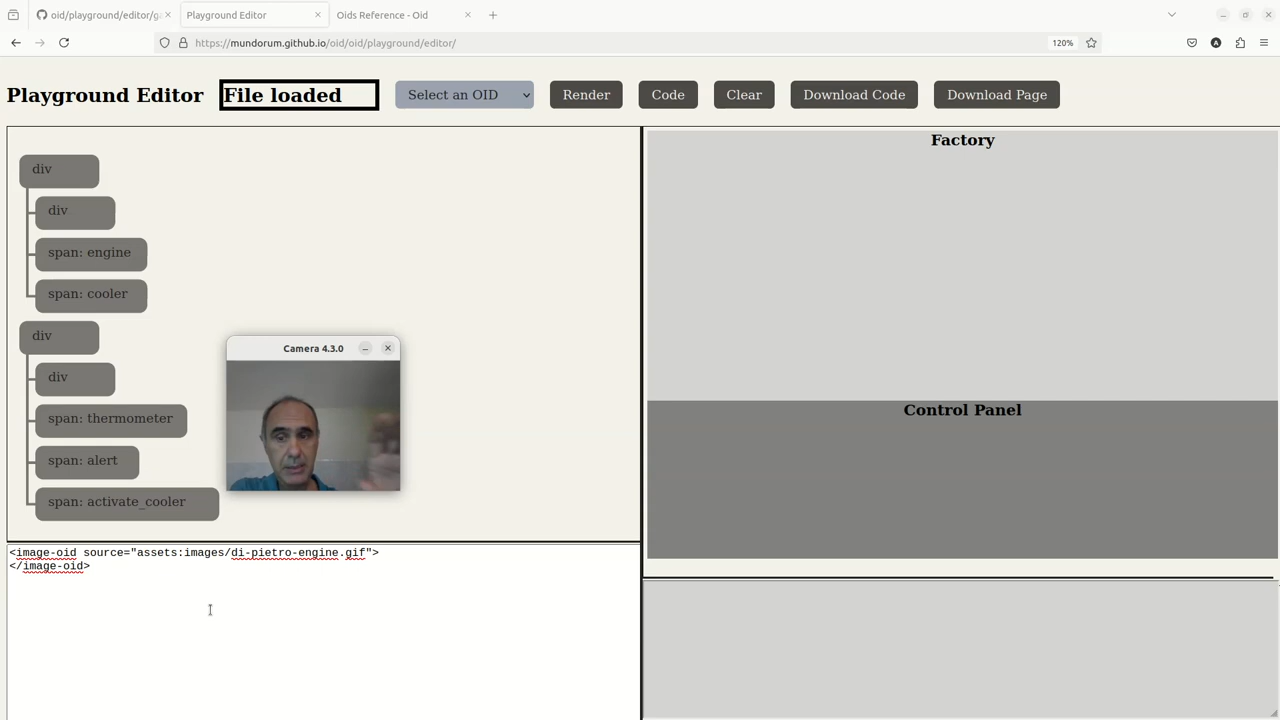 oid/playground/editor/ga
Playground Editor
Oids Reference - Oid
https://mundorum.github.io/oid/oid/playground/editor/
120%
Playground Editor
File loaded
Select an OID
Render
Code
Clear
Download Code
Download Page
div
div
span: engine
span: cooler
div
div
span: thermometer
span: alert
span: activate_cooler
Camera 4.3.0
Factory
Control Panel
<image-oid source="assets:images/di-pietro-engine.gif">
</image-oid>